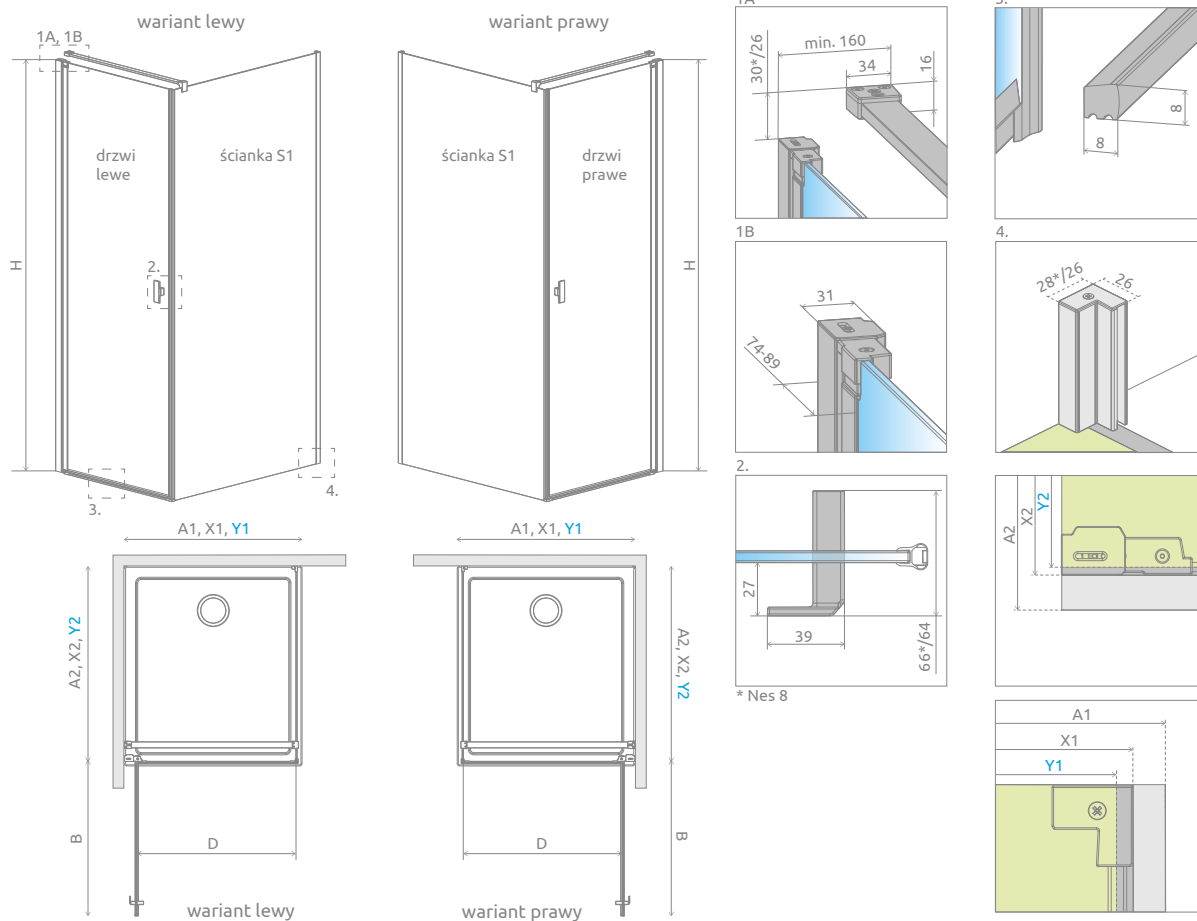 wariant lewy
1A, 1B
drzwi
lewe
ścianka S1
H
2.
3.
4.
wariant prawy
ścianka S1
drzwi
prawe
H
A1, X1, Y1
A2, X2, Y2
B
D
wariant lewy
A1, X1, Y1
A2, X2, Y2
B
D
wariant prawy
1A
30*/26
min. 160
34
16
1B
31
74-89
2.
27
39
66*/64
* Nes 8
3.
8
8
4.
28*/26
26
A2
X2
Y2
A1
X1
Y1